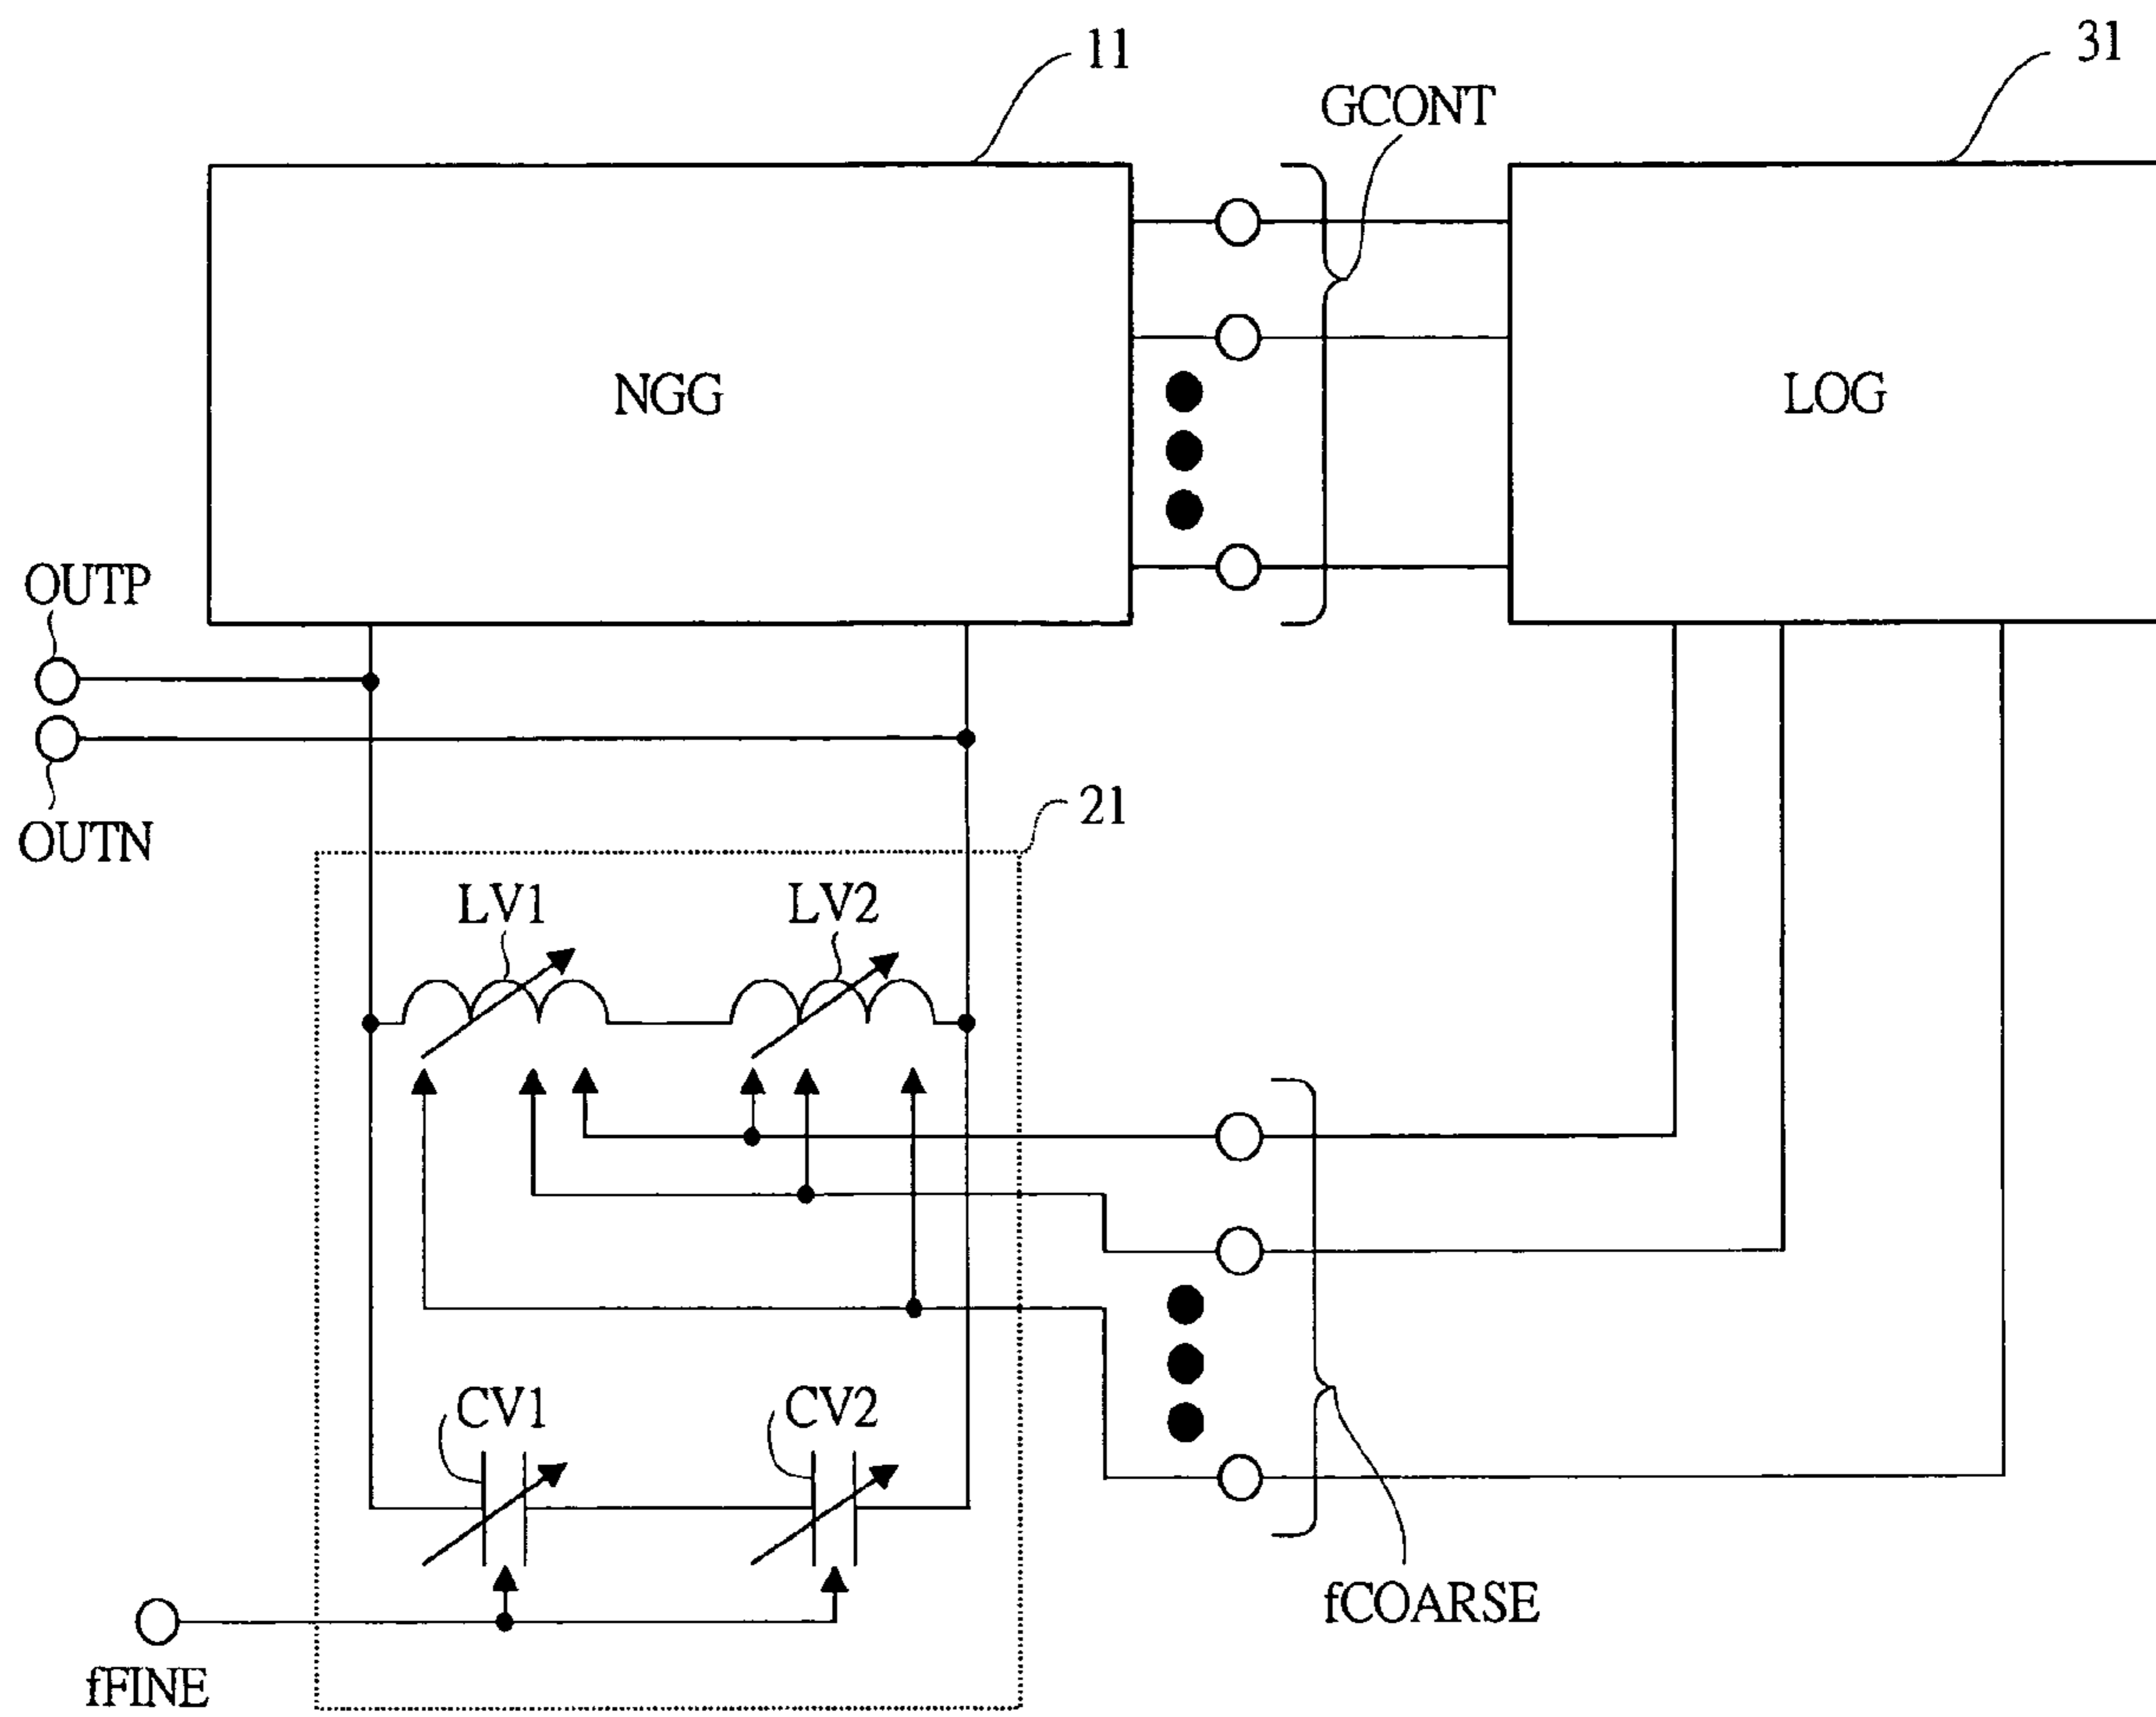 11
31
GCONT
NGG
LOG
OUTP
OUTN
21
LV1
LV2
CV1
CV2
fCOARSE
fFINE